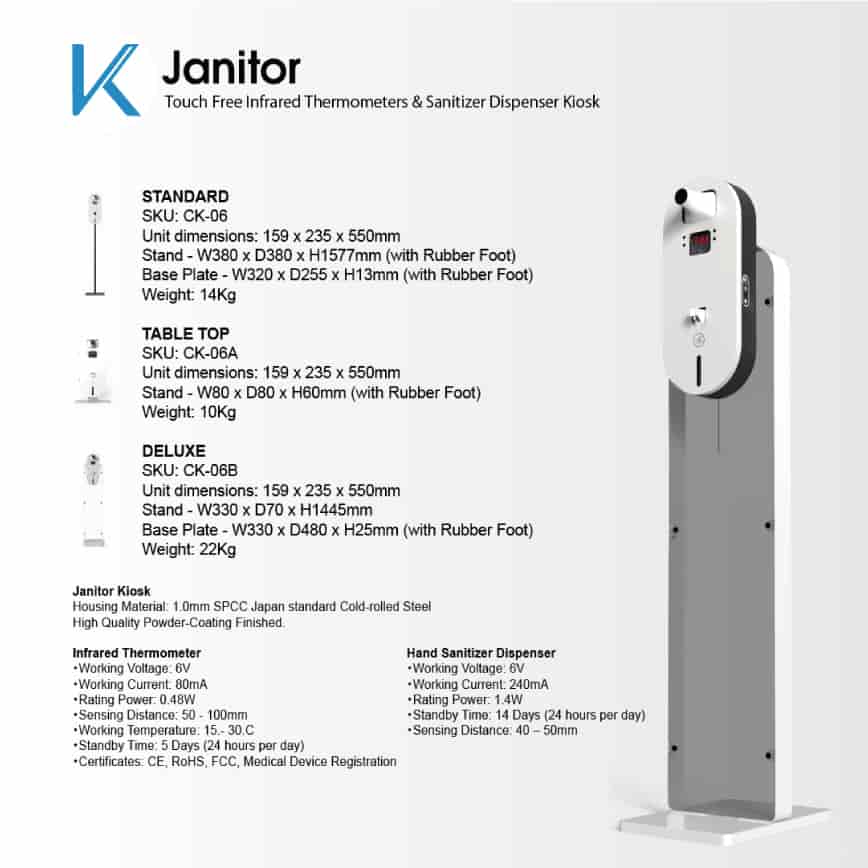 K Janitor
Touch Free Infrared Thermometers & Sanitizer Dispenser Kiosk
STANDARD
SKU: CK-06
Unit dimensions: 159 x 235 x 550mm
Stand - W380 x D380 x H1577mm (with Rubber Foot)
Base Plate - W320 x D255 x H13mm (with Rubber Foot)
Weight: 14Kg
TABLE TOP
SKU: CK-06A
Unit dimensions: 159 x 235 x 550mm
Stand - W80 x D80 x H60mm (with Rubber Foot)
Weight: 10Kg
DELUXE
SKU: CK-06B
Unit dimensions: 159 x 235 x 550mm
Stand - W330 x D70 x H1445mm
Base Plate - W330 x D480 x H25mm (with Rubber Foot)
Weight: 22Kg
Janitor Kiosk
Housing Material: 1.0mm SPCC Japan standard Cold-rolled Steel
High Quality Powder-Coating Finished.
Infrared Thermometer
•Working Voltage: 6V
•Working Current: 80mA
•Rating Power: 0.48W
•Sensing Distance: 50 - 100mm
•Working Temperature: 15.- 30.C
•Standby Time: 5 Days (24 hours per day)
•Certificates: CE, RoHS, FCC, Medical Device Registration
Hand Sanitizer Dispenser
•Working Voltage: 6V
•Working Current: 240mA
•Rating Power: 1.4W
•Standby Time: 14 Days (24 hours per day)
•Sensing Distance: 40 – 50mm